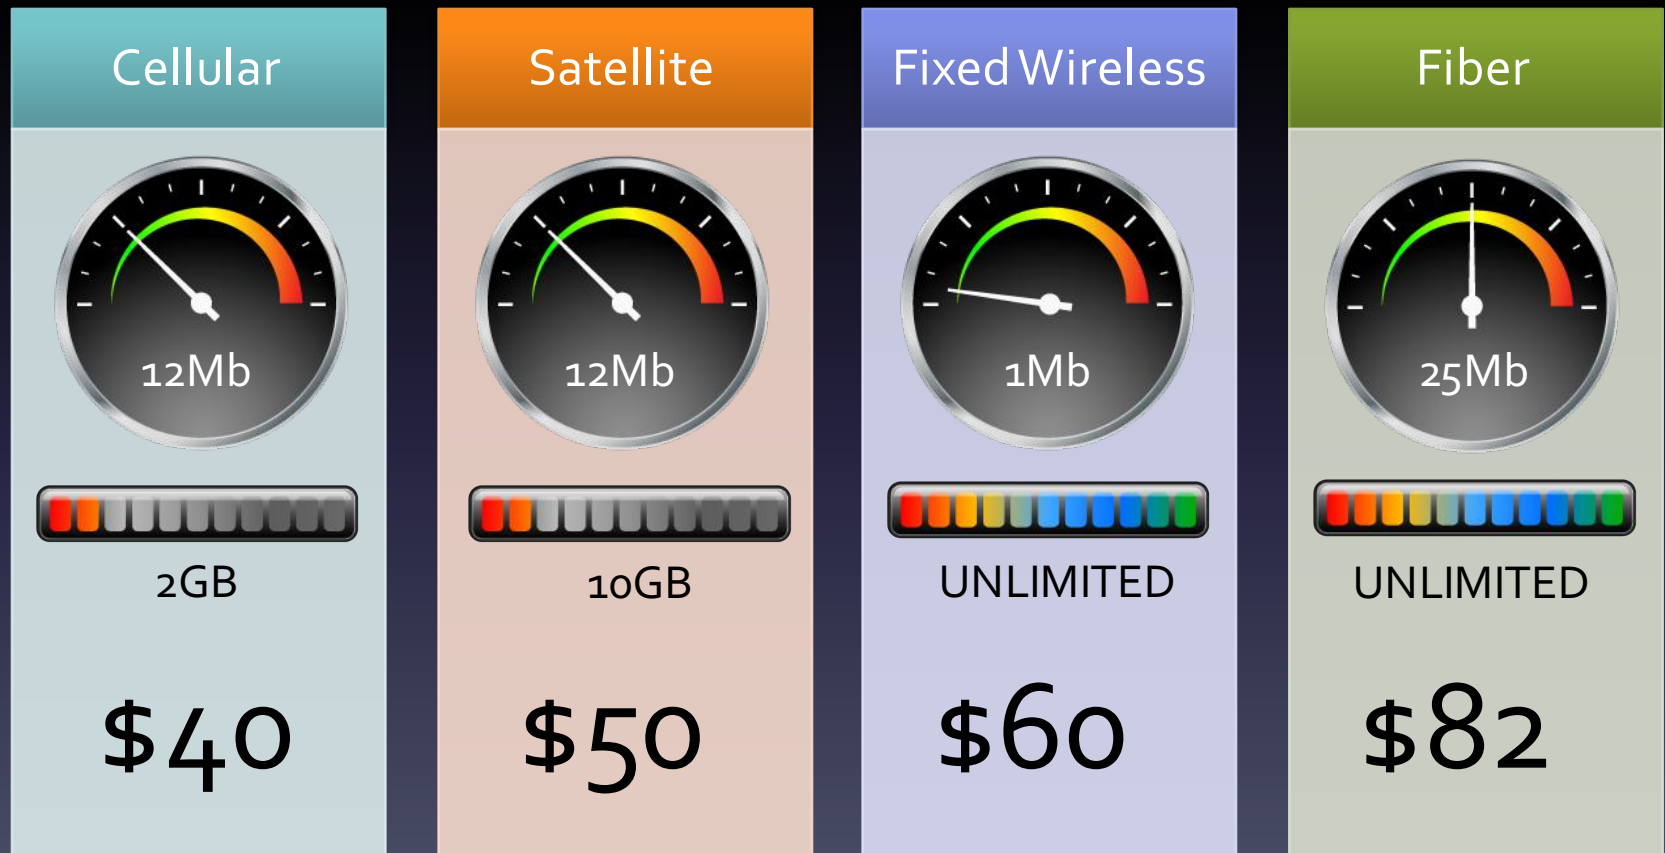 Cellular
12Mb
2GB
$40
Satellite
12Mb
10GB
$50
Fixed Wireless
1Mb
UNLIMITED
$60
Fiber
25Mb
UNLIMITED
$82